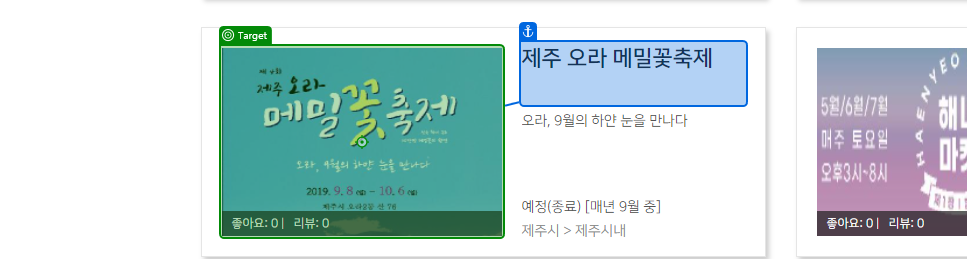 Target
제주 오라 메밀꽃축제
제주 오라
메밀꽃축제
오라, 9월의 하얀 눈을 만나다
2019. 9. 8 - 10. 6
좋아요: 0 | 리뷰: 0
오라, 9월의 하얀 눈을 만나다
예정(종료) [매년 9월 중]
제주시 > 제주시내
HAENYEO
5월/6월/7월
매주 토요일
오후3시~8시
해녀
좋아요: 0 | 리뷰: 0